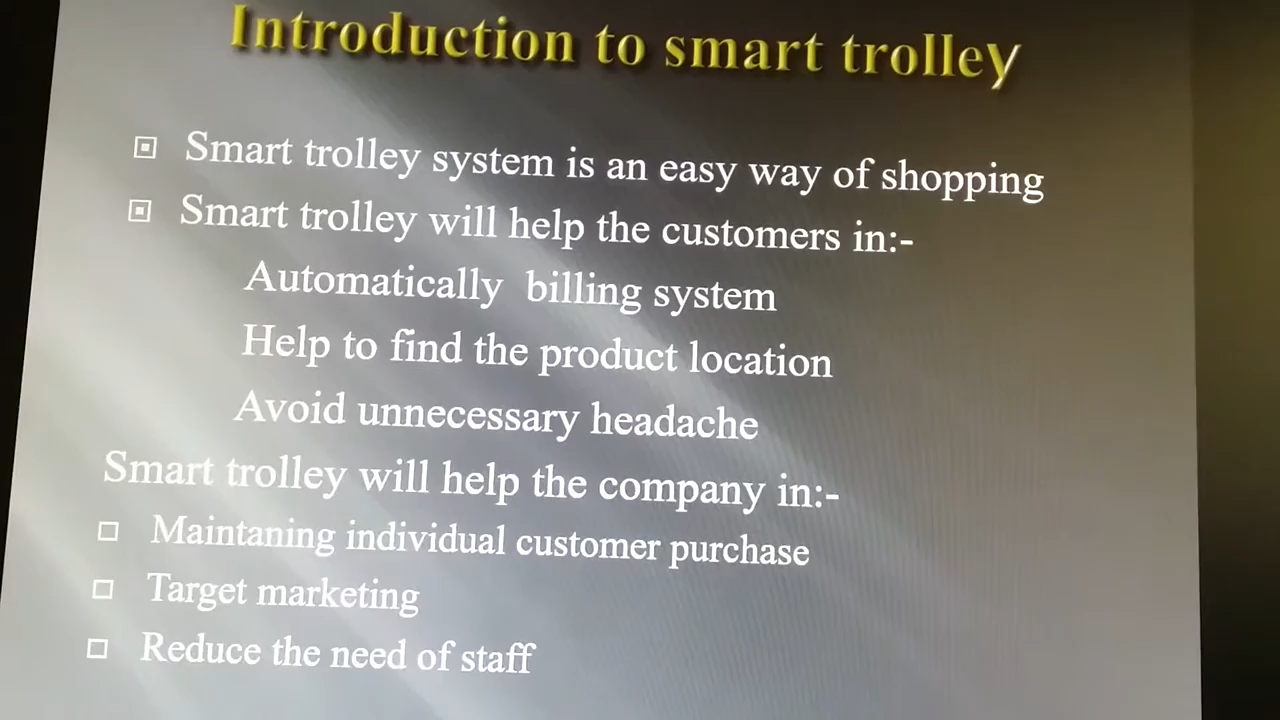 Introduction to smart trolley
Smart trolley system is an easy way of shopping
Smart trolley will help the customers in:-
Automatically billing system
Help to find the product location
Avoid unnecessary headache
Smart trolley will help the company in:-
Maintaning individual customer purchase
Target marketing
Reduce the need of staff